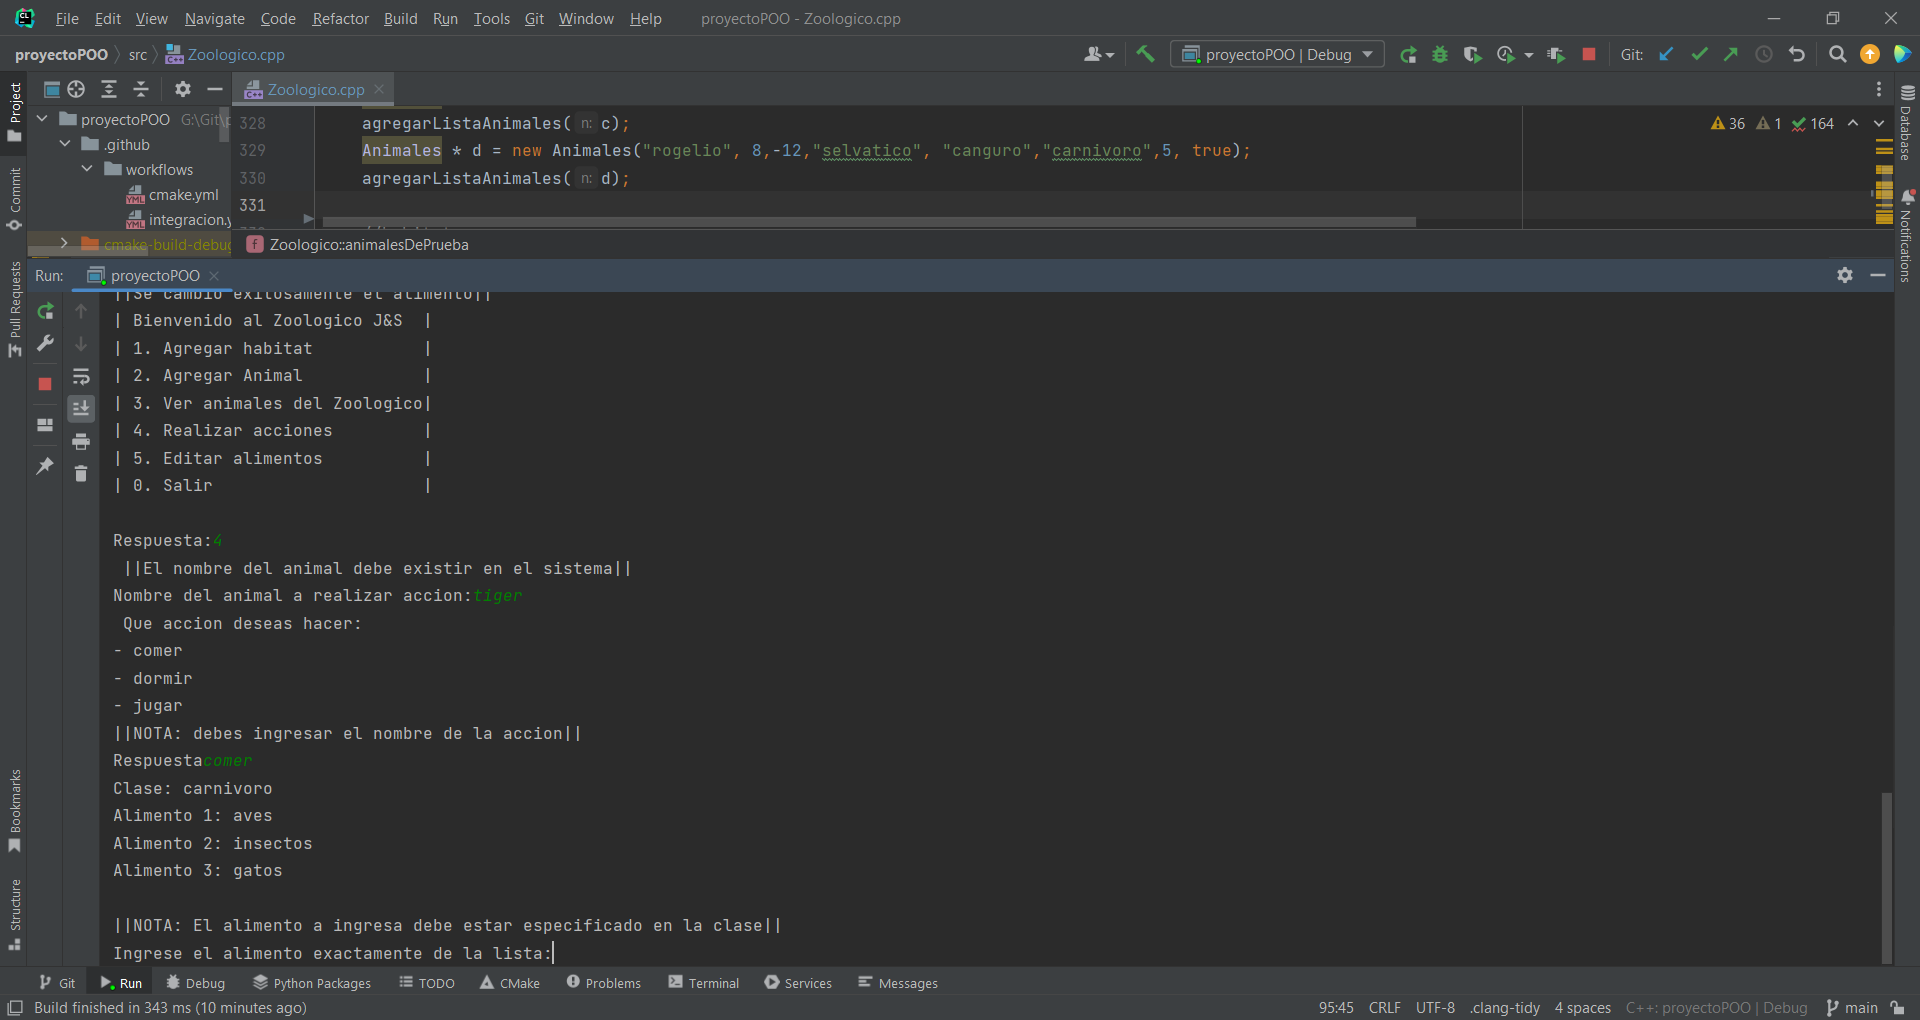 File Edit View Navigate Code Refactor Build Run Tools Git Window Help proyectoPOO - Zoologico.cpp
proyectoPOO src Zoologico.cpp proyectoPOO | Debug Git:
Project
Zoologico.cpp
proyectoPOO G:\Git\p
.github
workflows
cmake.yml
integracion.y
cmake-build-debug
328 agregarListaAnimales( n: c);
329 Animales * d = new Animales("rogelio", 8,-12,"selvatico", "canguro","carnivoro",5, true);
330 agregarListaAnimales( n: d);
331
36 1 164
Zoologico::animalesDePrueba
Database
Notifications
Commit
Pull Requests
Bookmarks
Structure
Run: proyectoPOO
||Se cambio exitosamente el alimento||
| Bienvenido al Zoologico J&S |
| 1. Agregar habitat |
| 2. Agregar Animal |
| 3. Ver animales del Zoologico|
| 4. Realizar acciones |
| 5. Editar alimentos |
| 0. Salir |
Respuesta:4
||El nombre del animal debe existir en el sistema||
Nombre del animal a realizar accion:tiger
Que accion deseas hacer:
- comer
- dormir
- jugar
||NOTA: debes ingresar el nombre de la accion||
Respuestacomer
Clase: carnivoro
Alimento 1: aves
Alimento 2: insectos
Alimento 3: gatos
||NOTA: El alimento a ingresa debe estar especificado en la clase||
Ingrese el alimento exactamente de la lista:
Git Run Debug Python Packages TODO CMake Problems Terminal Services Messages
Build finished in 343 ms (10 minutes ago) 95:45 CRLF UTF-8 .clang-tidy 4 spaces C++: proyectoPOO | Debug main